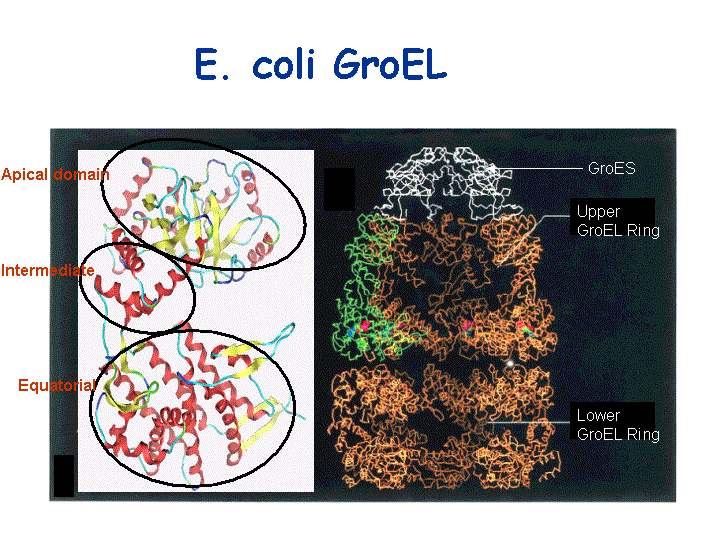 E. coli GroEL
Apical domain
Intermediate
Equatorial
GroES
Upper
GroEL Ring
Lower
GroEL Ring